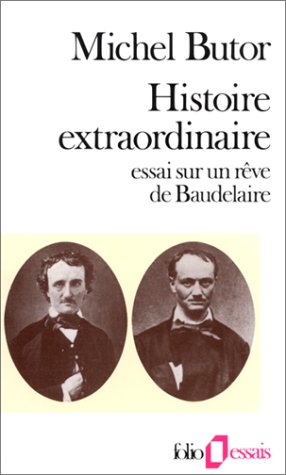 Michel Butor
Histoire
extraordinaire
essai sur un rêve
de Baudelaire
folio essais